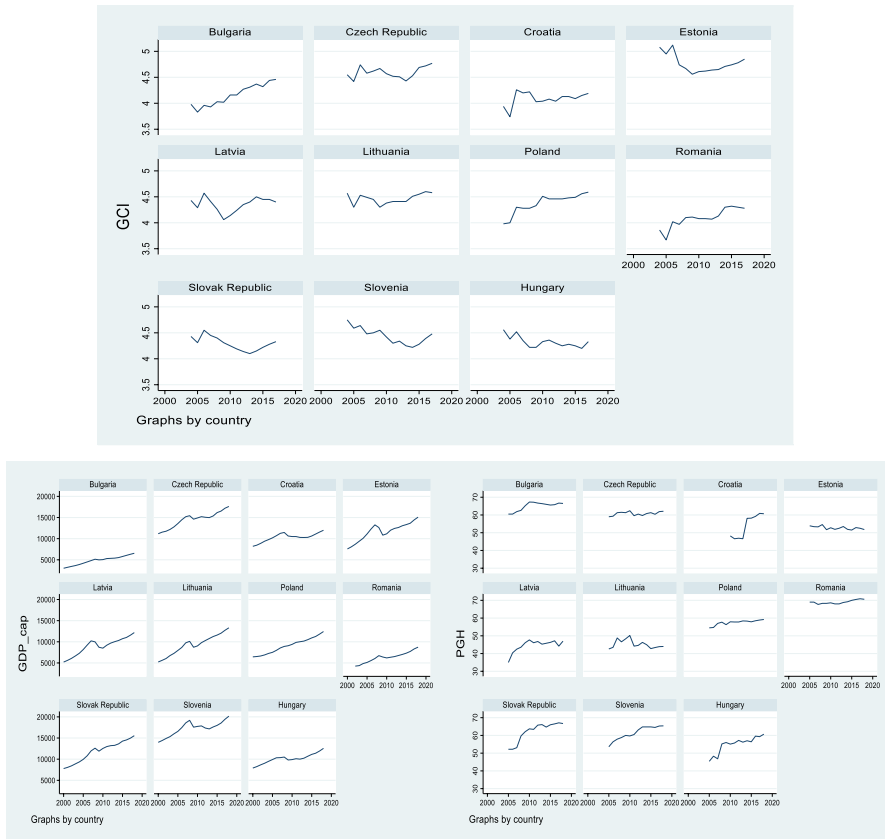 Bulgaria Czech Republic Croatia Estonia
5
4.5
4
3.5
Latvia Lithuania Poland Romania
5
4.5
4
3.5
GCI
2000 2005 2010 2015 2020
Slovak Republic Slovenia Hungary
5
4.5
4
3.5
2000 2005 2010 2015 2020 2000 2005 2010 2015 2020 2000 2005 2010 2015 2020
Graphs by country
Bulgaria Czech Republic Croatia Estonia
20000
15000
10000
5000
Latvia Lithuania Poland Romania
20000
15000
10000
5000
GDP_cap
2000 2005 2010 2015 2020
Slovak Republic Slovenia Hungary
20000
15000
10000
5000
2000 2005 2010 2015 2020 2000 2005 2010 2015 2020 2000 2005 2010 2015 2020
Graphs by country
Bulgaria Czech Republic Croatia Estonia
70
60
50
40
30
Latvia Lithuania Poland Romania
70
60
50
40
30
PGH
2000 2005 2010 2015 2020
Slovak Republic Slovenia Hungary
70
60
50
40
30
2000 2005 2010 2015 2020 2000 2005 2010 2015 2020 2000 2005 2010 2015 2020
Graphs by country